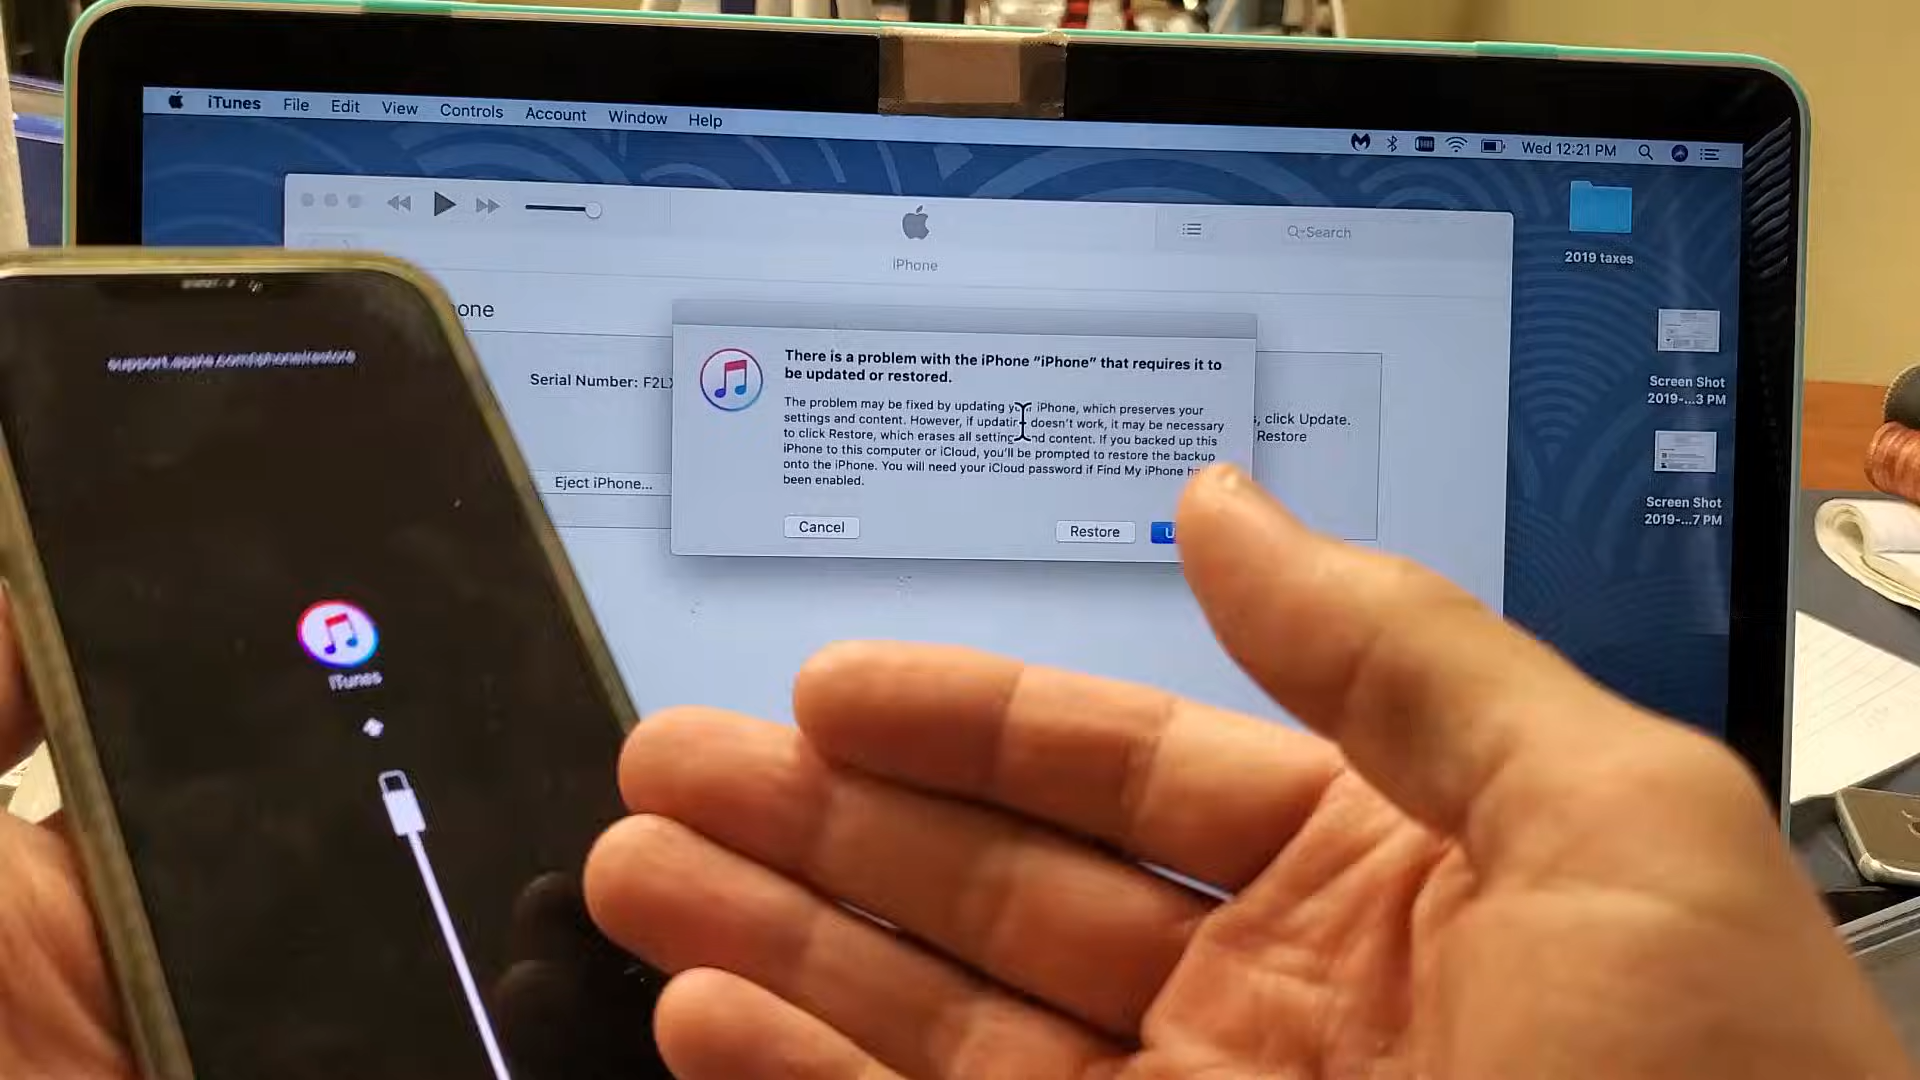 iTunes File Edit View Controls Account Window Help
Wed 12:21 PM
Search
iPhone
2019 taxes
one
support.apple.com/iphone/restore
There is a problem with the iPhone “iPhone” that requires it to
be updated or restored.
Serial Number: F2L
The problem may be fixed by updating your iPhone, which preserves your
settings and content. However, if updating doesn't work, it may be necessary
to click Restore, which erases all settings and content. If you backed up this
iPhone to this computer or iCloud, you'll be prompted to restore the backup
onto the iPhone. You will need your iCloud password if Find My iPhone
been enabled.
, click Update.
Restore
Screen Shot
2019-...3 PM
Eject iPhone...
Cancel
Restore
U
Screen Shot
2019-...7 PM
iTunes